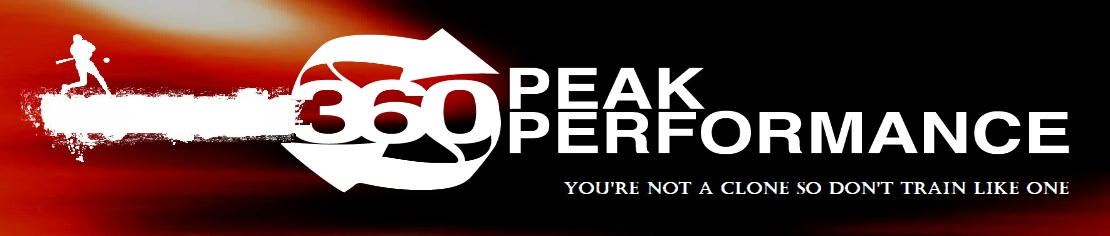 360 PEAK
PERFORMANCE
YOU'RE NOT A CLONE SO DON'T TRAIN LIKE ONE